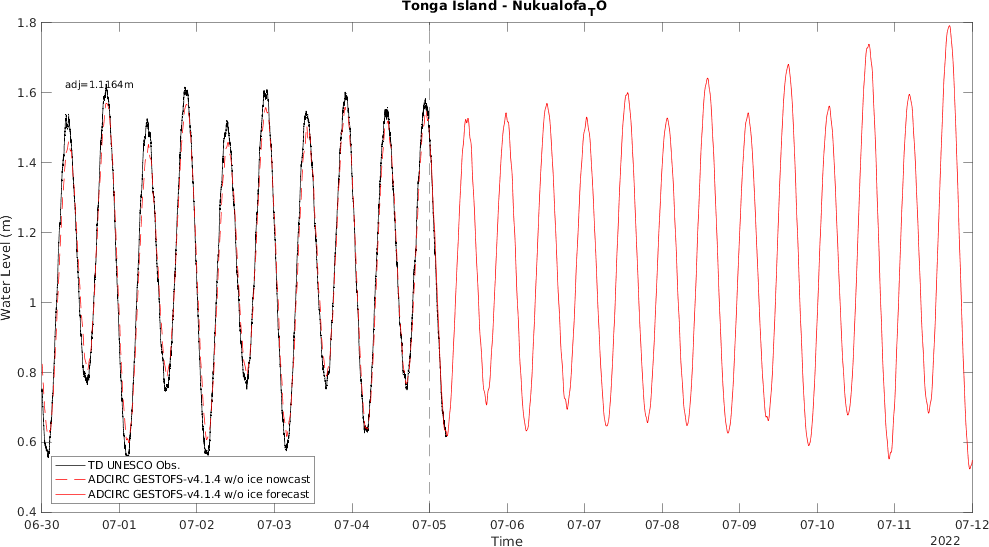 Tonga Island - Nukualofa_TO
adj=1.1164m
1.8
1.6
1.4
1.2
1
0.8
0.6
0.4
Water Level (m)
TD UNESCO Obs.
ADCIRC GESTOFS-v4.1.4 w/o ice nowcast
ADCIRC GESTOFS-v4.1.4 w/o ice forecast
06-30 07-01 07-02 07-03 07-04 07-05 07-06 07-07 07-08 07-09 07-10 07-11 07-12
Time
2022